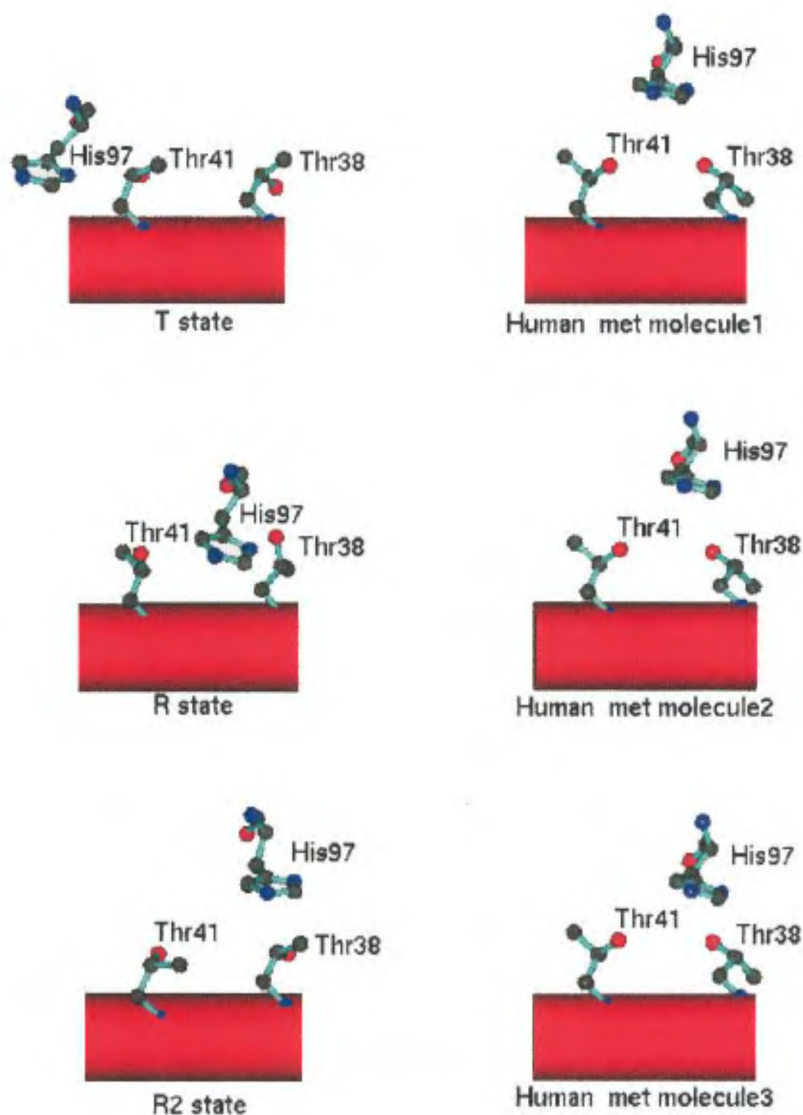 His97
Thr41
Thr38
T state
His97
Thr41
Thr38
Human met molecule1
Thr41
His97
Thr38
R state
His97
Thr41
Thr38
Human met molecule2
His97
Thr41
Thr38
R2 state
His97
Thr41
Thr38
Human met molecule3